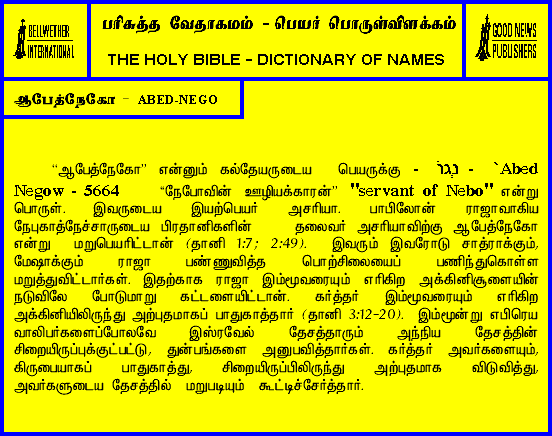 BELLWETHER
INTERNATIONAL
பரிசுத்த வேதாகமம் - பெயர் பொருள்விளக்கம்
THE HOLY BIBLE - DICTIONARY OF NAMES
GOOD NEWS
PUBLISHERS
ஆபேத்நேகோ - ABED-NEGO
“ஆபேத்நேகோ” என்னும் கல்தேயருடைய பெயருக்கு - נְגוֹ - `Abed
Negow - 5664 “நேபோவின் ஊழியக்காரன்” "servant of Nebo" என்று
பொருள். இவருடைய இயற்பெயர் அசரியா. பாபிலோன் ராஜாவாகிய
நேபுகாத்நேச்சாருடைய பிரதானிகளின் தலைவர் அசரியாவிற்கு ஆபேத்நேகோ
என்று மறுபெயரிட்டான் (தானி 1:7; 2:49). இவரும் இவரோடு சாத்ராக்கும்,
மேஷாக்கும் ராஜா பண்ணுவித்த பொற்சிலையைப் பணிந்துகொள்ள
மறுத்துவிட்டார்கள். இதற்காக ராஜா இம்மூவரையும் எரிகிற அக்கினிசூளையின்
நடுவிலே போடுமாறு கட்டளையிட்டான். கர்த்தர் இம்மூவரையும் எரிகிற
அக்கினியிலிருந்து அற்புதமாகப் பாதுகாத்தார் (தானி 3:12-20). இம்மூன்று எபிரெய
வாலிபர்களைப்போலவே இஸ்ரவேல் தேசத்தாரும் அந்நிய தேசத்தின்
சிறையிருப்புக்குட்பட்டு, துன்பங்களை அனுபவித்தார்கள். கர்த்தர் அவர்களையும்,
கிருபையாகப் பாதுகாத்து, சிறையிருப்பிலிருந்து அற்புதமாக விடுவித்து,
அவர்களுடைய தேசத்தில் மறுபடியும் கூட்டிச்சேர்த்தார்.